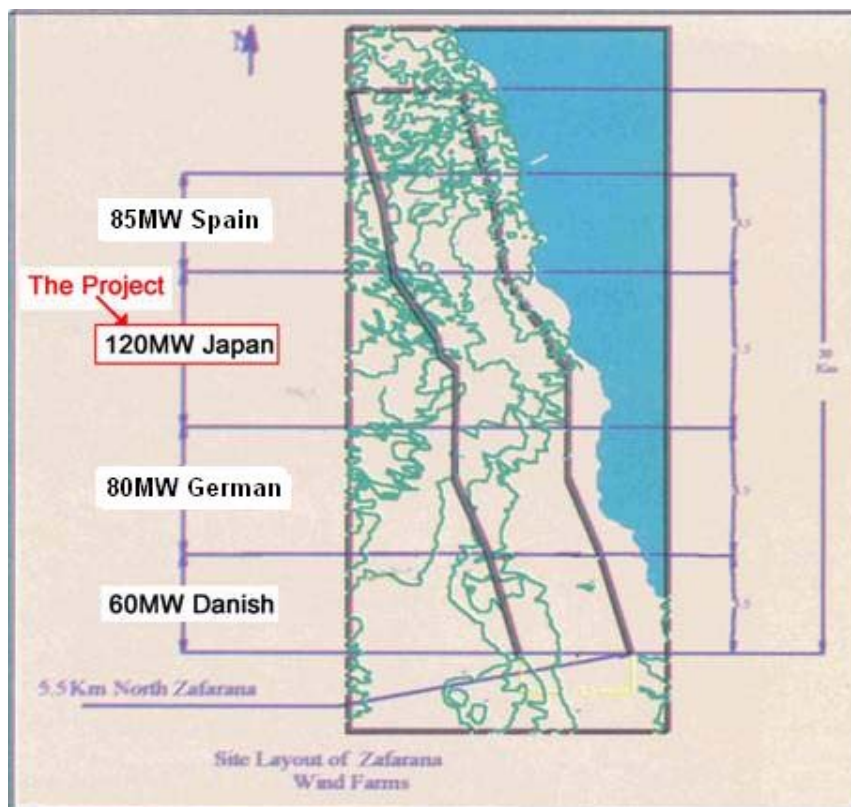 N
85MW Spain
The Project
120MW Japan
80MW German
60MW Danish
5.5Km North Zafarana
Km
Site Layout of Zafarana
Wind Farms